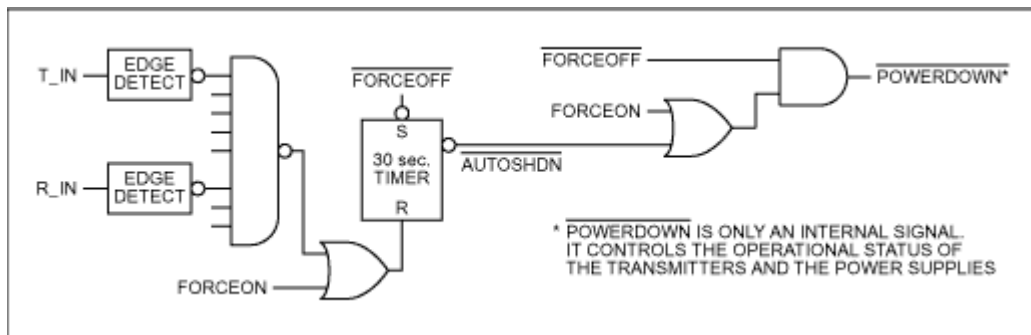 T_IN
EDGE
DETECT
R_IN
EDGE
DETECT
FORCEON
FORCEOFF
S
30 sec.
TIMER
R
AUTOSHDN
FORCEOFF
FORCEON
POWERDOWN*
* POWERDOWN IS ONLY AN INTERNAL SIGNAL.
IT CONTROLS THE OPERATIONAL STATUS OF
THE TRANSMITTERS AND THE POWER SUPPLIES